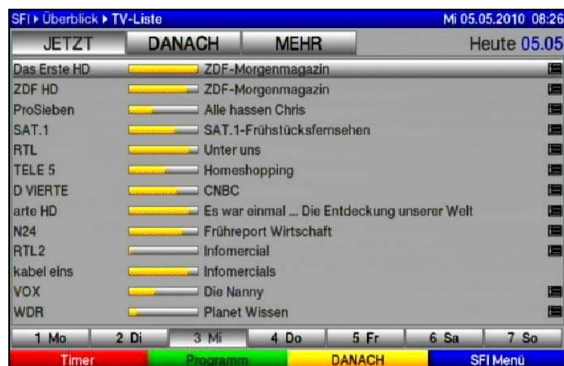 SFI ▸ Überblick ▸ TV-Liste Mi 05.05.2010 08:26
JETZT DANACH MEHR Heute 05.05
Das Erste HD ZDF-Morgenmagazin
ZDF HD ZDF-Morgenmagazin
ProSieben Alle hassen Chris
SAT.1 SAT.1-Frühstücksfernsehen
RTL Unter uns
TELE 5 Homeshopping
D VIERTE CNBC
arte HD Es war einmal ... Die Entdeckung unserer Welt
N24 Frühreport Wirtschaft
RTL2 Infomercial
kabel eins Infomercials
VOX Die Nanny
WDR Planet Wissen
1 Mo 2 Di 3 Mi 4 Do 5 Fr 6 Sa 7 So
Timer Programm DANACH SFI Menü